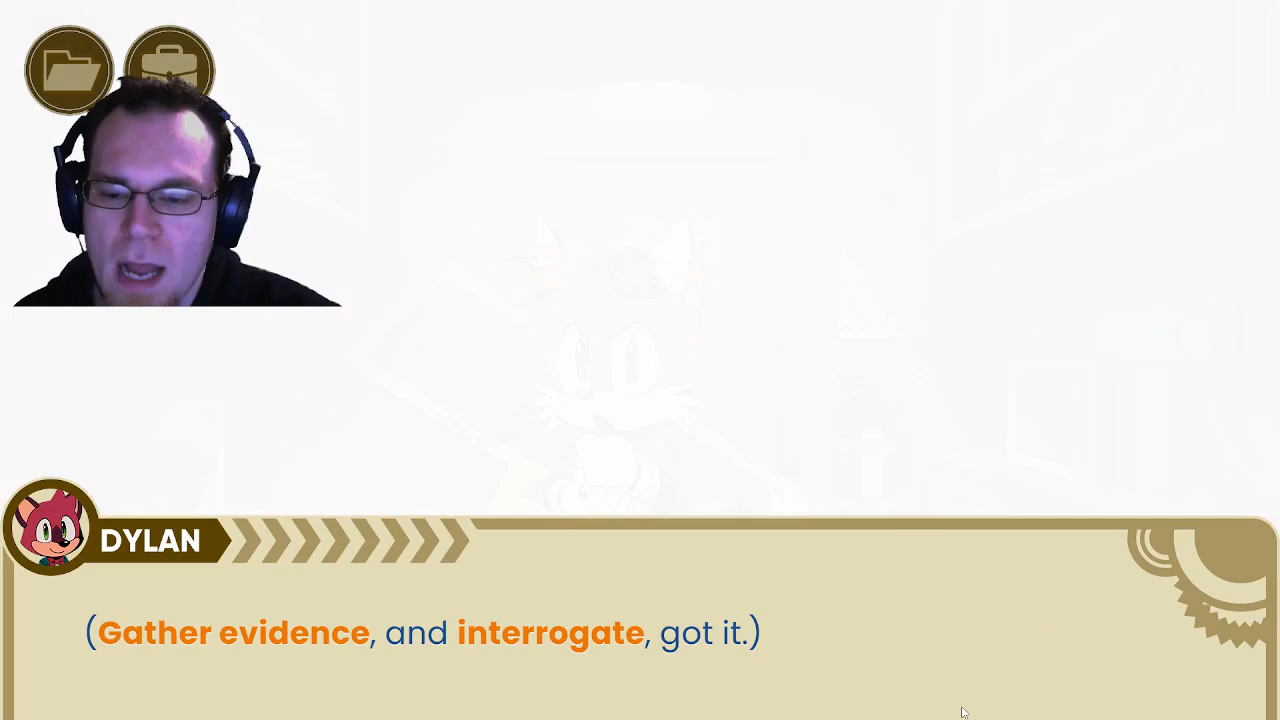 DYLAN
(Gather evidence, and interrogate, got it.)